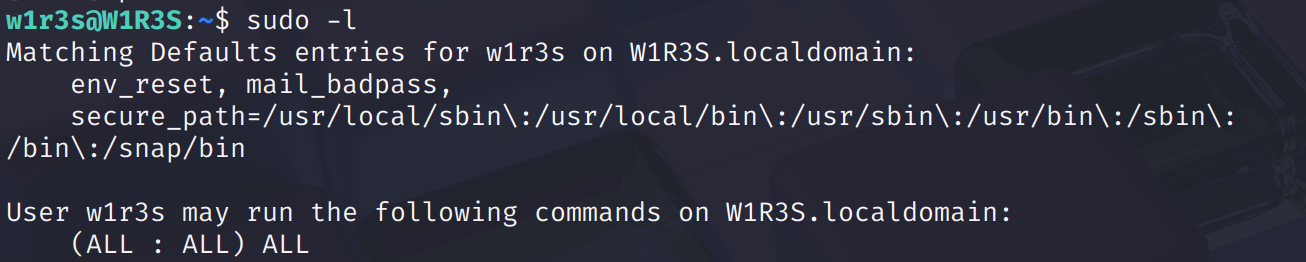 w1r3s@W1R3S:~$ sudo -l
Matching Defaults entries for w1r3s on W1R3S.localdomain:
    env_reset, mail_badpass,
    secure_path=/usr/local/sbin\:/usr/local/bin\:/usr/sbin\:/usr/bin\:/sbin\:
/bin\:/snap/bin

User w1r3s may run the following commands on W1R3S.localdomain:
    (ALL : ALL) ALL